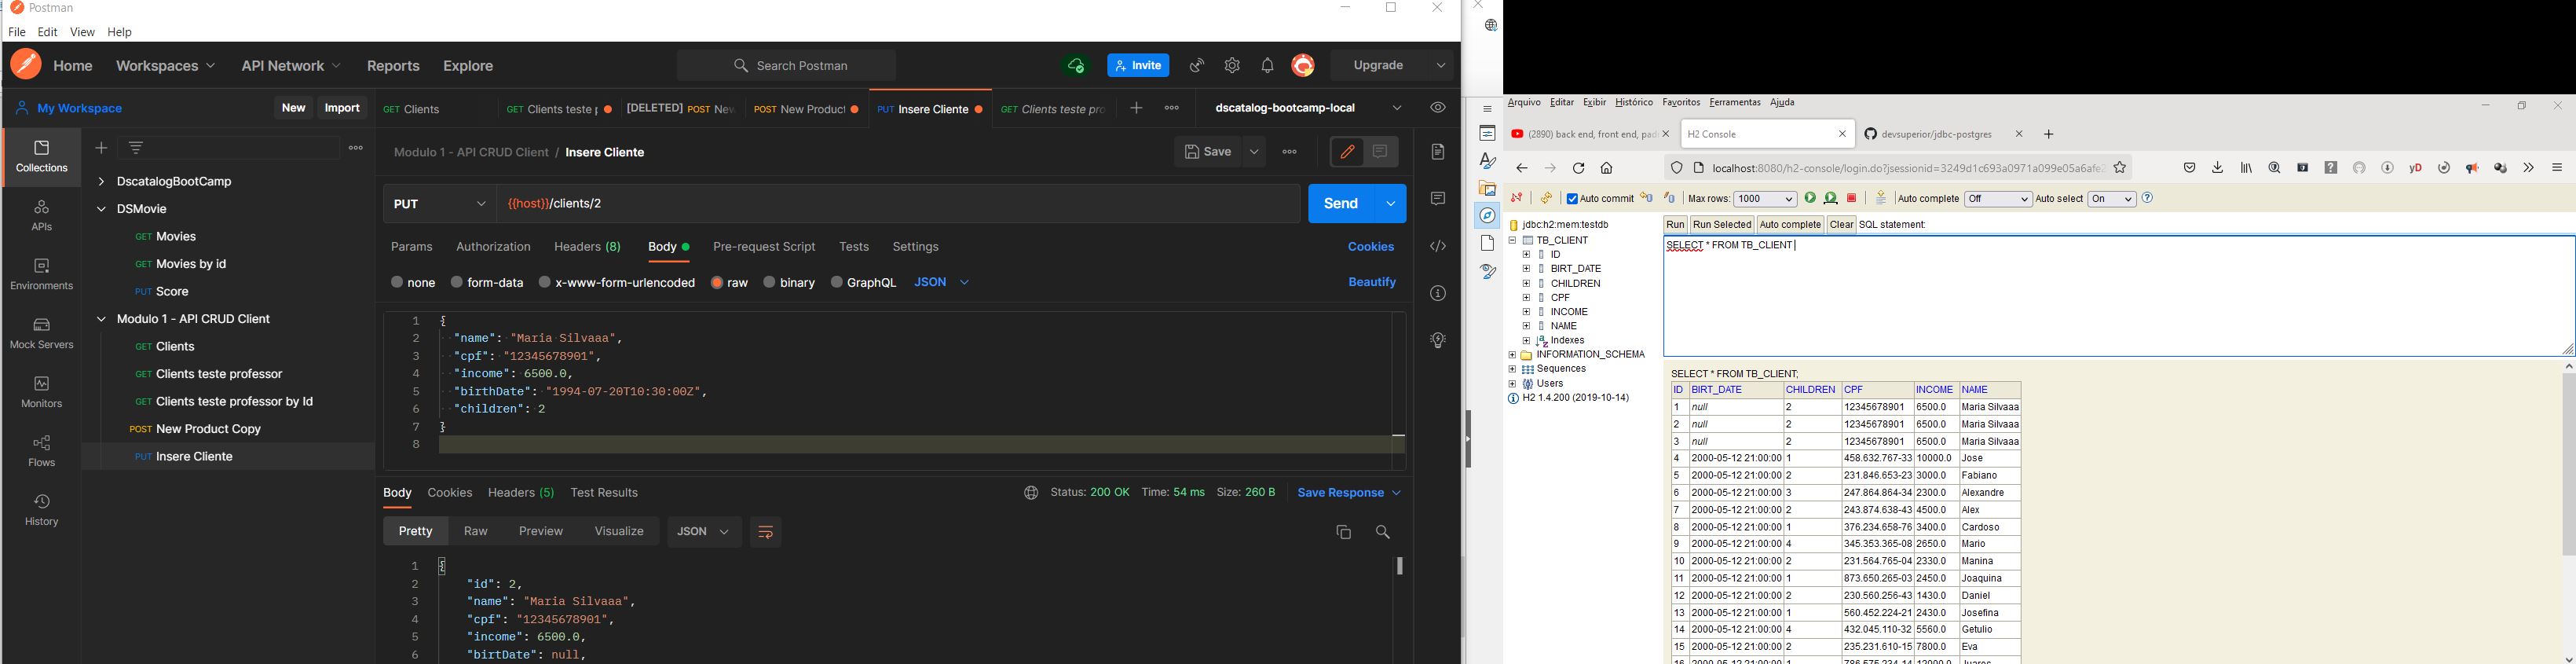 Postman
File Edit View Help
Home Workspaces API Network Reports Explore
Search Postman
Invite
Upgrade
My Workspace
New Import
GET Clients
GET Clients teste p
[DELETED] POST New
POST New Product
PUT Insere Cliente
GET Clients teste pro
dscatalog-bootcamp-local
Collections
APIs
Environments
Mock Servers
Monitors
Flows
History
DscatalogBootCamp
DSMovie
GET Movies
GET Movies by id
PUT Score
Modulo 1 - API CRUD Client
GET Clients
GET Clients teste professor
GET Clients teste professor by Id
POST New Product Copy
PUT Insere Cliente
Modulo 1 - API CRUD Client / Insere Cliente
Save
PUT {{host}}/clients/2 Send
Params Authorization Headers (8) Body Pre-request Script Tests Settings Cookies
none form-data x-www-form-urlencoded raw binary GraphQL JSON Beautify
1 {
2 "name": "Maria Silvaaa",
3 "cpf": "12345678901",
4 "income": 6500.0,
5 "birthDate": "1994-07-20T10:30:00Z",
6 "children": 2
7 }
8
Body Cookies Headers (5) Test Results Status: 200 OK Time: 54 ms Size: 260 B Save Response
Pretty Raw Preview Visualize JSON
1 {
2 "id": 2,
3 "name": "Maria Silvaaa",
4 "cpf": "12345678901",
5 "income": 6500.0,
6 "birtDate": null,
Arquivo Editar Exibir Histórico Favoritos Ferramentas Ajuda
(2890) back end, front end, pad
H2 Console
devsuperior/jdbc-postgres
localhost:8080/h2-console/login.do?jsessionid=3249d1c693a0971a099e05a6afe2
yD
Auto commit Max rows: 1000 Auto complete Off Auto select On
jdbc:h2:mem:testdb
TB_CLIENT
ID
BIRT_DATE
CHILDREN
CPF
INCOME
NAME
Indexes
INFORMATION_SCHEMA
Sequences
Users
H2 1.4.200 (2019-10-14)
Run Run Selected Auto complete Clear SQL statement:
SELECT * FROM TB_CLIENT
SELECT * FROM TB_CLIENT;
ID BIRT_DATE CHILDREN CPF INCOME NAME
1 null 2 12345678901 6500.0 Maria Silvaaa
2 null 2 12345678901 6500.0 Maria Silvaaa
3 null 2 12345678901 6500.0 Maria Silvaaa
4 2000-05-12 21:00:00 1 458.632.767-33 10000.0 Jose
5 2000-05-12 21:00:00 2 231.846.653-23 3000.0 Fabiano
6 2000-05-12 21:00:00 3 247.864.864-34 2300.0 Alexandre
7 2000-05-12 21:00:00 2 243.874.638-43 4500.0 Alex
8 2000-05-12 21:00:00 1 376.234.658-76 3400.0 Cardoso
9 2000-05-12 21:00:00 4 345.353.365-08 2650.0 Mario
10 2000-05-12 21:00:00 2 231.564.765-04 2330.0 Manina
11 2000-05-12 21:00:00 1 873.650.265-03 2450.0 Joaquina
12 2000-05-12 21:00:00 2 230.560.256-43 1430.0 Daniel
13 2000-05-12 21:00:00 1 560.452.224-21 2430.0 Josefina
14 2000-05-12 21:00:00 4 432.045.110-32 5560.0 Getulio
15 2000-05-12 21:00:00 2 235.231.610-15 7800.0 Eva